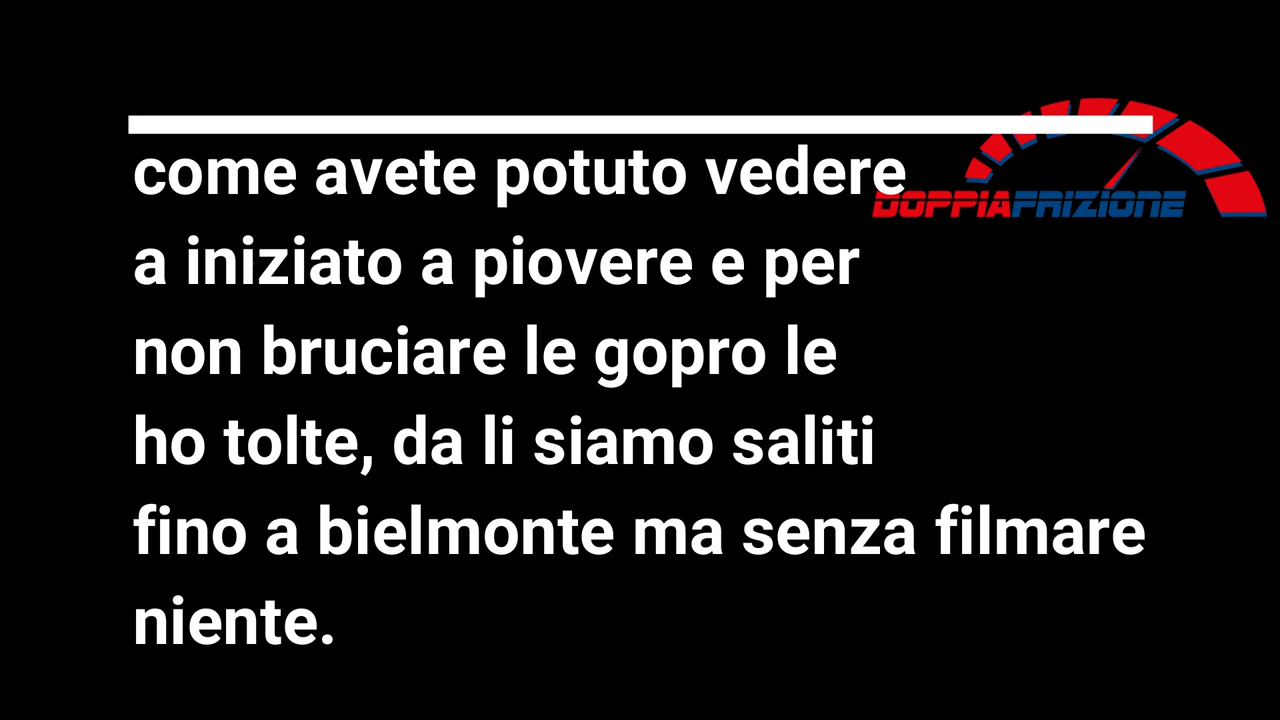 come avete potuto vedere
DOPPIAFRIZIONE
a iniziato a piovere e per
non bruciare le gopro le
ho tolte, da li siamo saliti
fino a bielmonte ma senza filmare
niente.